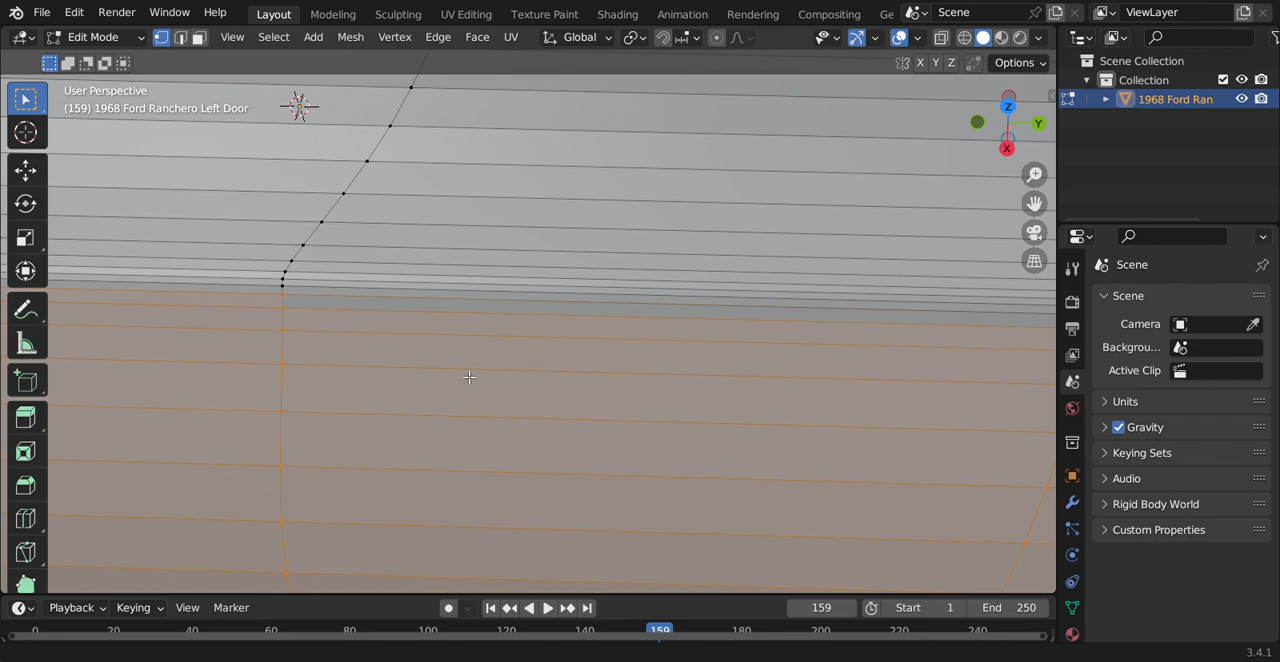 File Edit Render Window Help Layout Modeling Sculpting UV Editing Texture Paint Shading Animation Rendering Compositing Ge Scene ViewLayer
Edit Mode View Select Add Mesh Vertex Edge Face UV Global
X Y Z Options
Scene Collection
Collection
1968 Ford Ran
User Perspective
(159) 1968 Ford Ranchero Left Door
Z
Y
X
Scene
Scene
Camera
Backgrou...
Active Clip
Units
Gravity
Keying Sets
Audio
Rigid Body World
Custom Properties
Playback Keying View Marker 159 Start 1 End 250
0 20 40 60 80 100 120 140 159 180 200 220 240
3.4.1